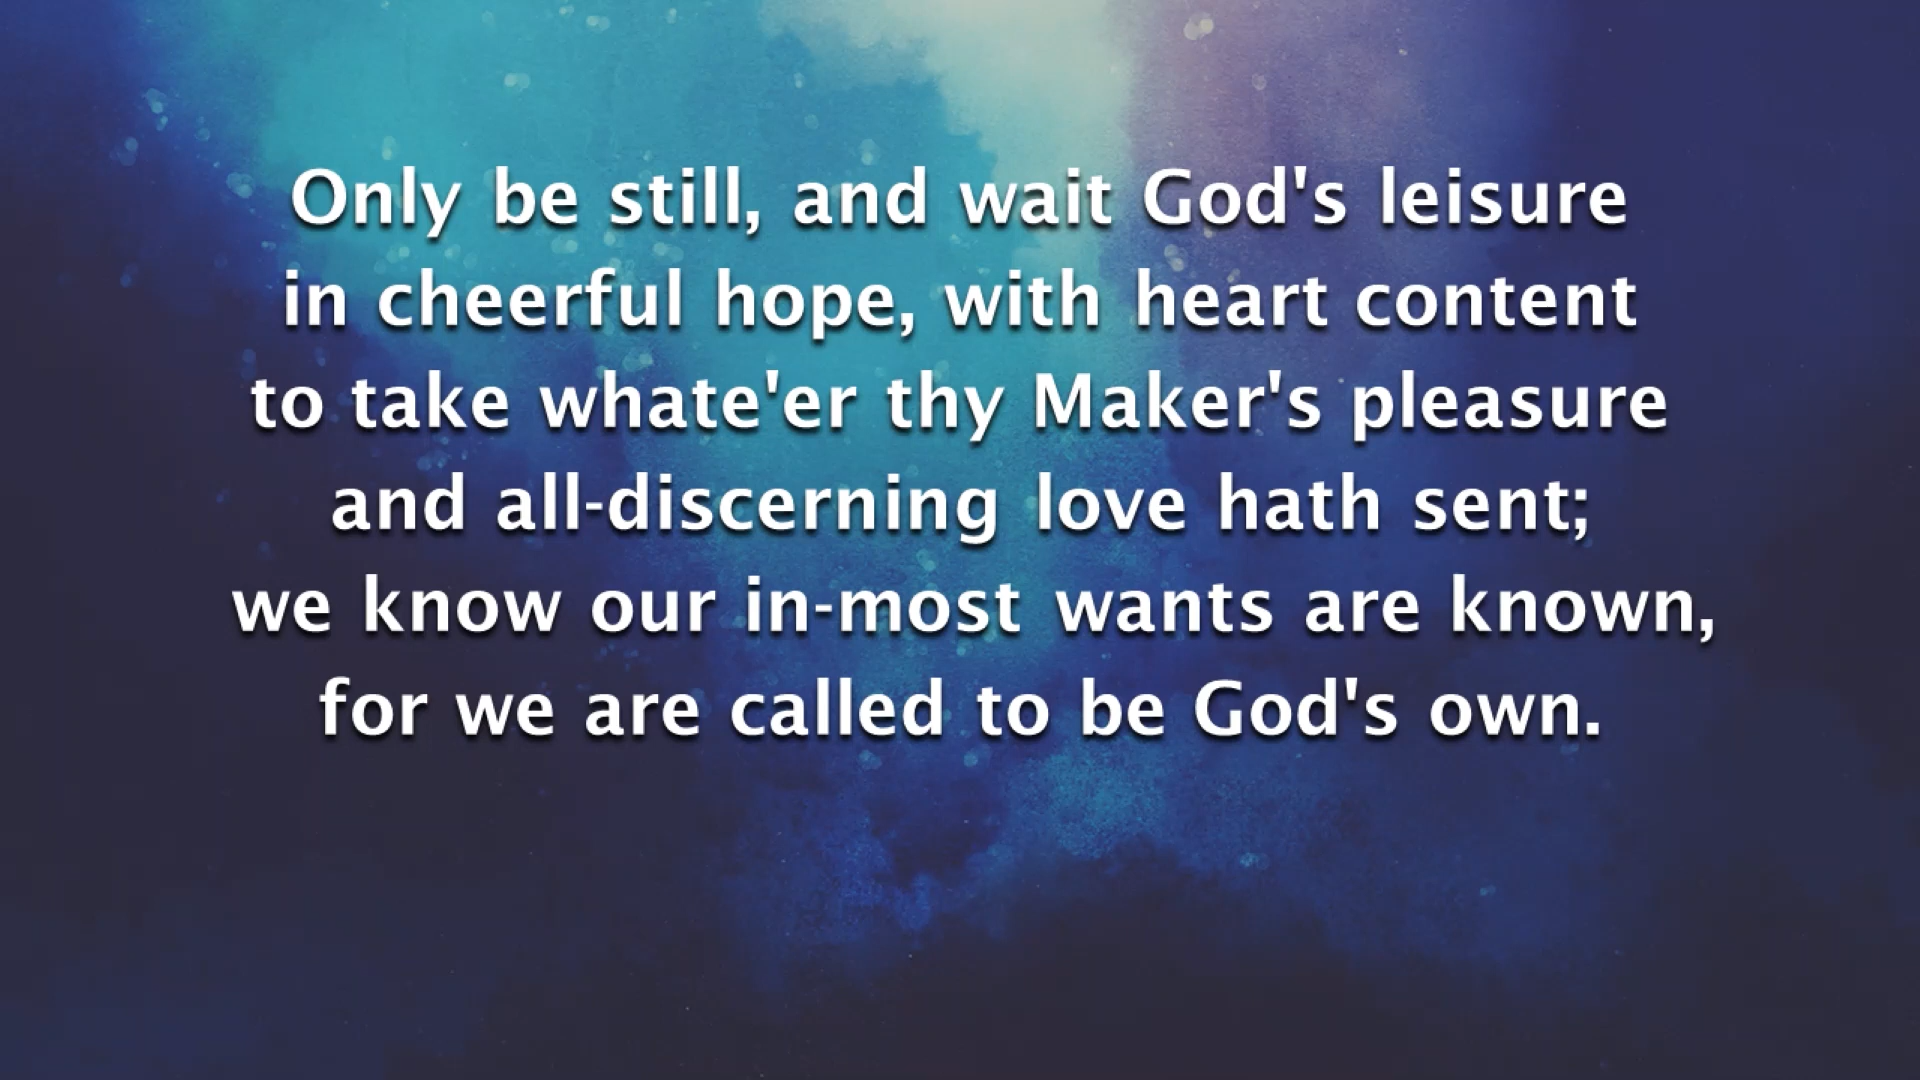 Only be still, and wait God's leisure
in cheerful hope, with heart content
to take whate'er thy Maker's pleasure
and all-discerning love hath sent;
we know our in-most wants are known,
for we are called to be God's own.